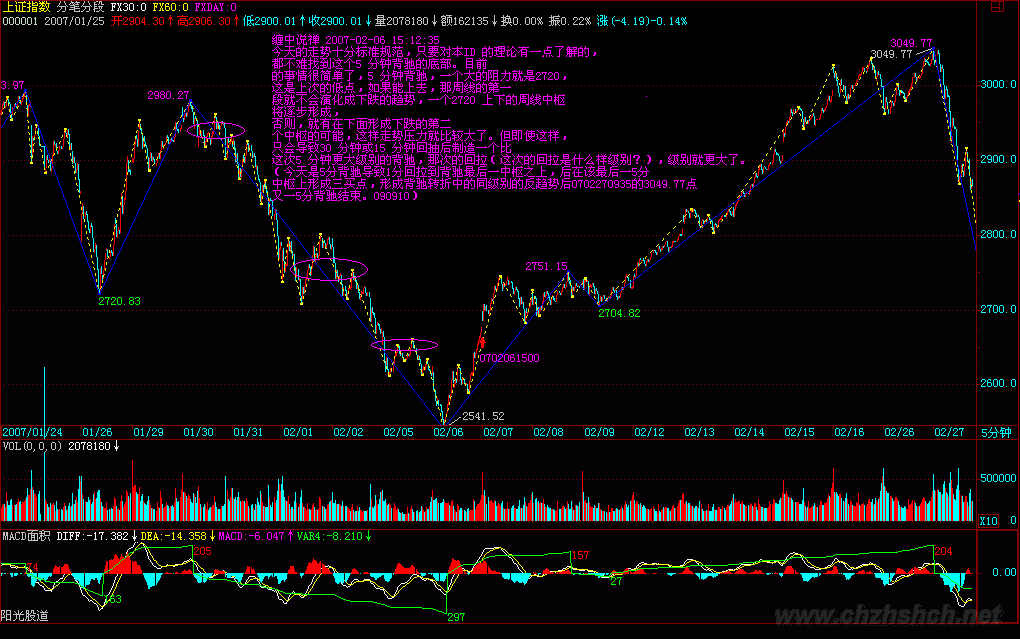 上证指数 分笔分段 FX30:0 FX60:0 FXDAY:0
000001 2007/01/25 开2904.30↑高2908.30↑低2900.01↑收2900.01↓量2078180↓额162135↓换0.00% 振0.22% 涨(-4.19)-0.14%
缠中说禅 2007-02-06 15:12:35
今天的走势十分标准规范，只要对本ID 的理论有一点了解的，
都不难找到这个5 分钟背驰的底部。目前
的事情很简单了，5 分钟背驰，一个大的阻力就是2720，
这是上次的低点，如果能上去，那周线的第一
段就不会演化成下跌的趋势，一个2720 上下的周线中枢
将逐步形成，
否则，就有在下面形成下跌的第二
个中枢的可能，这样走势压力就比较大了。但即使这样，
只会导致30 分钟或15 分钟回抽后制造一个比
这次5 分钟更大级别的背驰，那次的回拉（这次的回拉是什么样级别？），级别就更大了。
（今天是5分背驰导致1分回拉到背驰最后一中枢之上，后在该最后一5分
中枢上形成三买点，形成背驰转折中的同级别的反趋势后0702270935的3049.77点
又一5分背驰结束。090910）
3.97
2980.27
3049.77
3049.77
2720.83
2751.15
2704.82
0702061500
2541.52
3000.0
2900.0
2800.0
2700.0
2600.0
2007/01/24 01/26 01/29 01/30 01/31 02/01 02/02 02/05 02/06 02/07 02/08 02/09 02/12 02/13 02/14 02/15 02/16 02/26 02/27 5分钟
VOL(0,0,0) 2078180↓
500000
X10 0
MACD面积 DIFF:-17.382↓DEA:-14.358↓MACD:-6.047↑VAR4:-8.210↓
74
163
205
297
157
27
204
0.00
阳光股道
www.chzhshch.net